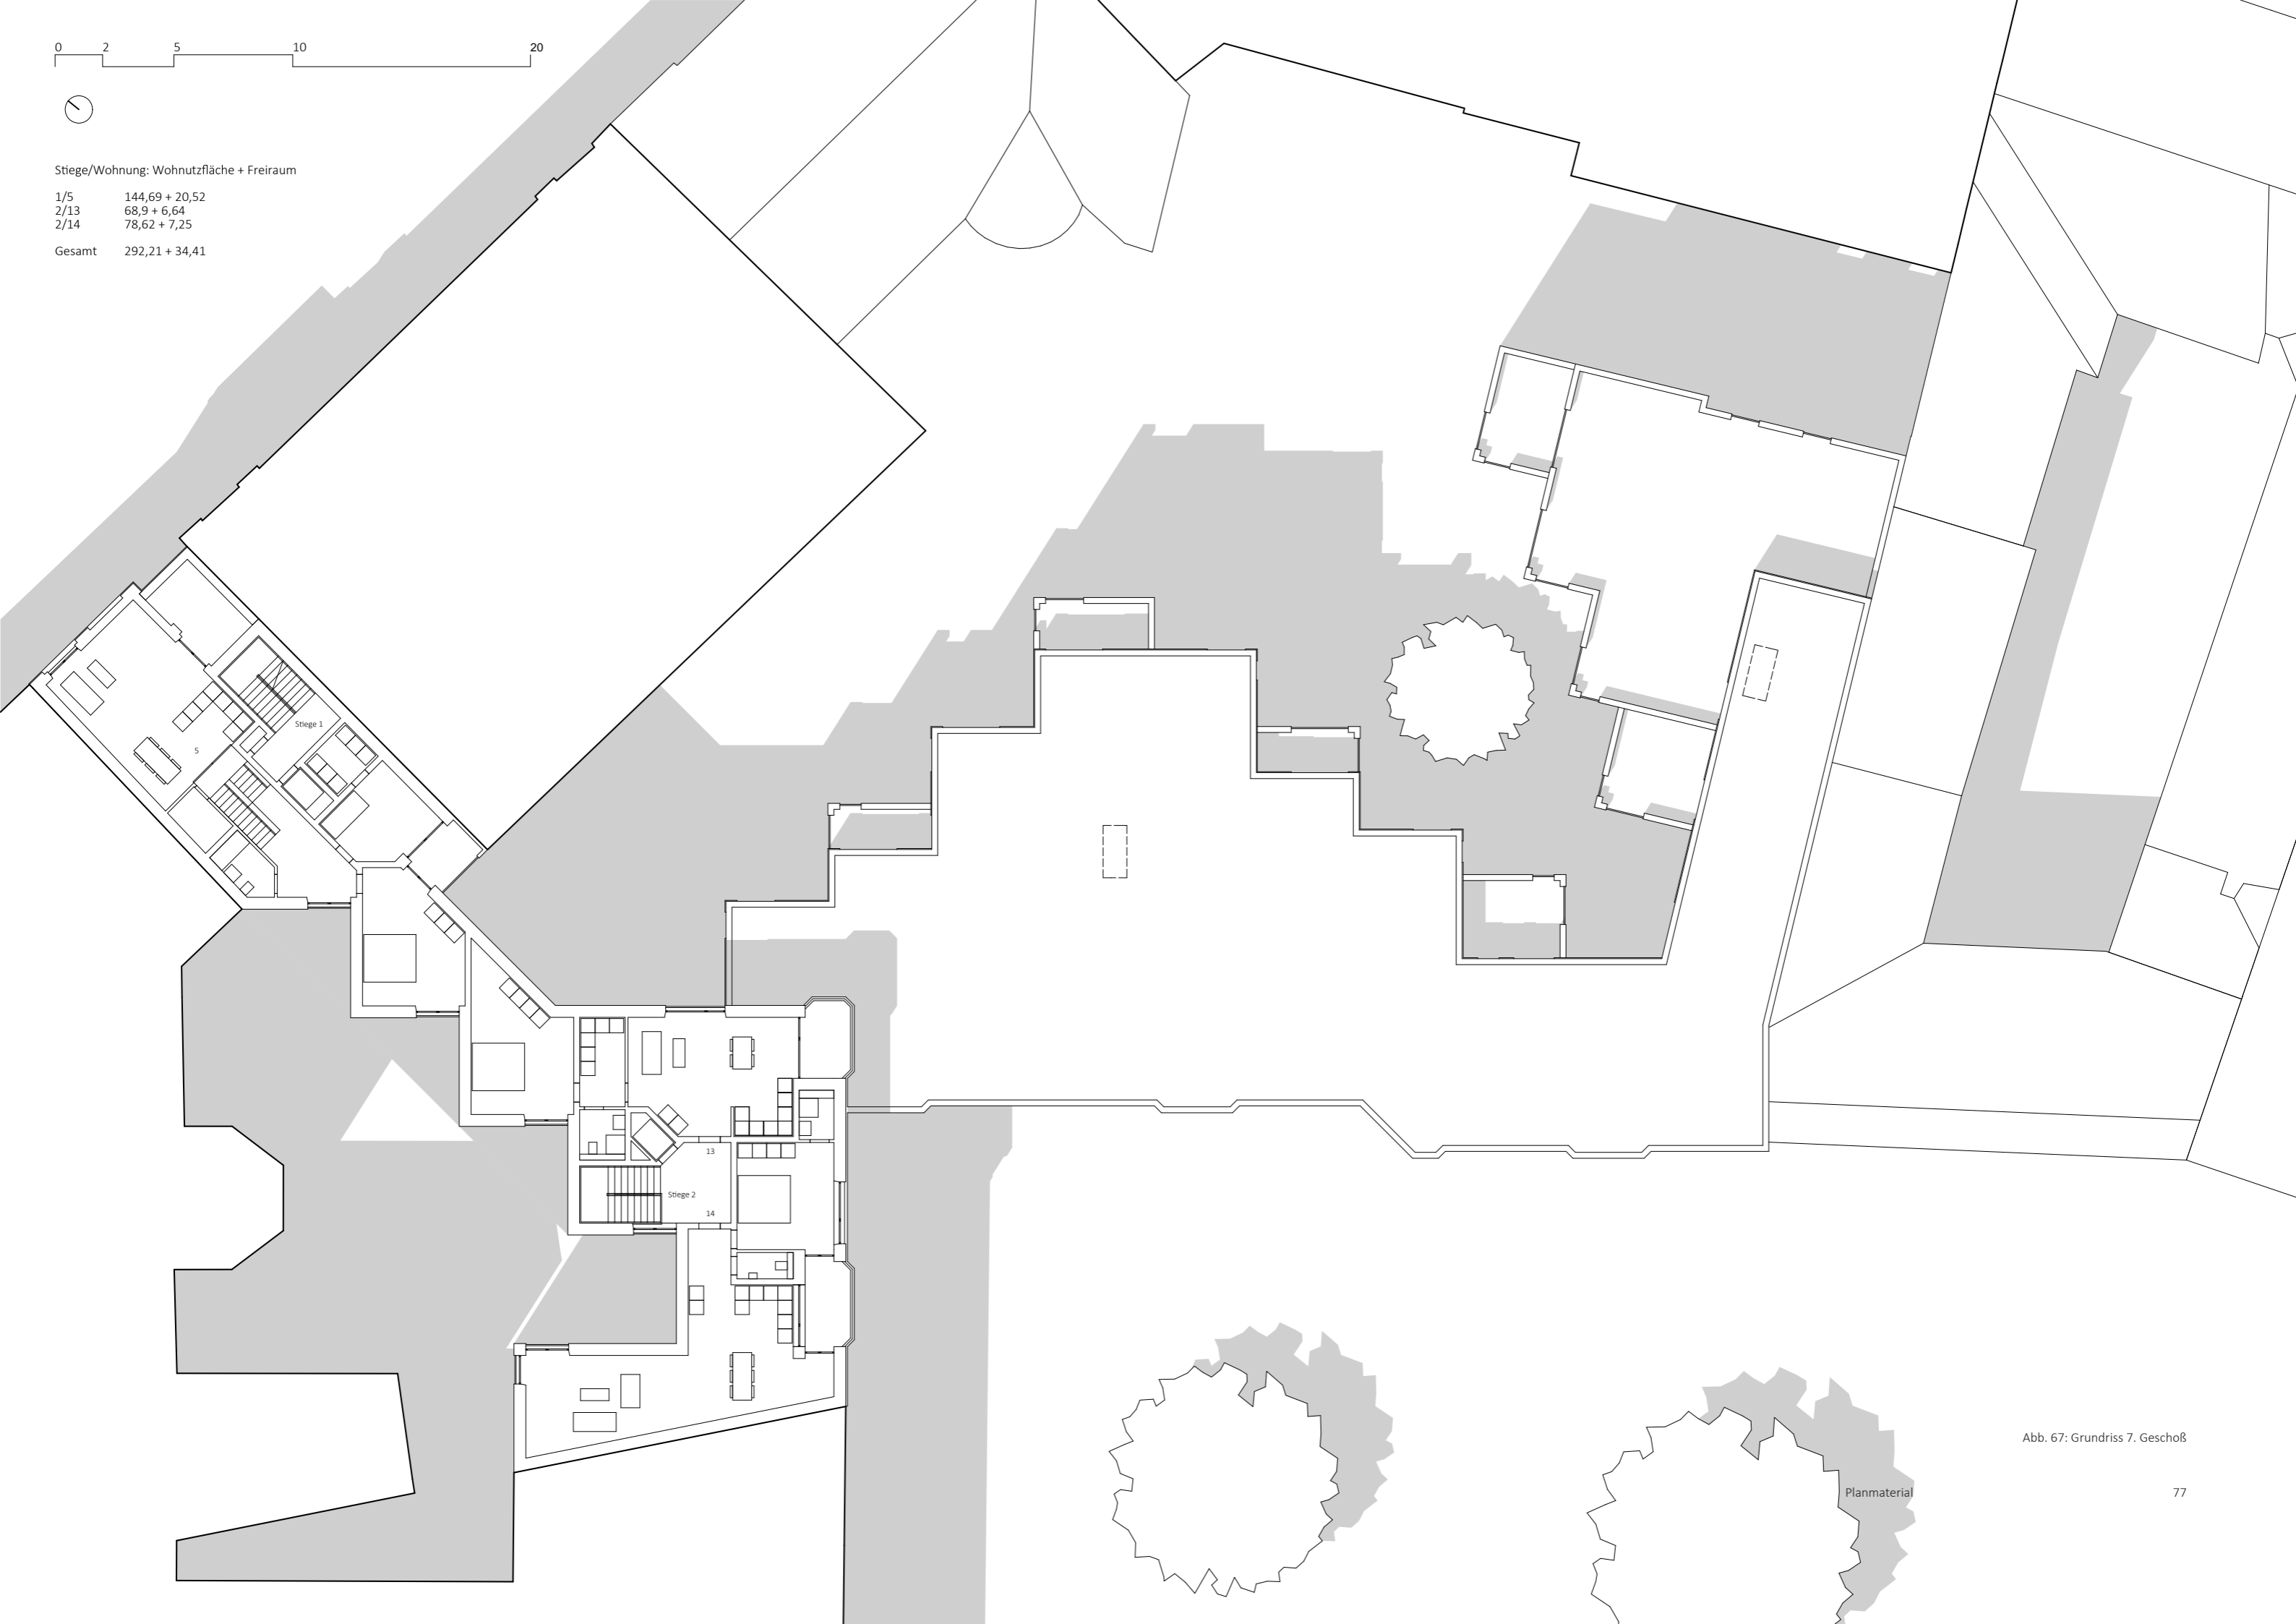 0 2 5 10 20
Stiege/Wohnung: Wohnutzfläche + Freiraum
1/5 144,69 + 20,52
2/13 68,9 + 6,64
2/14 78,62 + 7,25
Gesamt 292,21 + 34,41
Stiege 1
5
13
Stiege 2
14
Abb. 67: Grundriss 7. Geschoß
Planmaterial 77